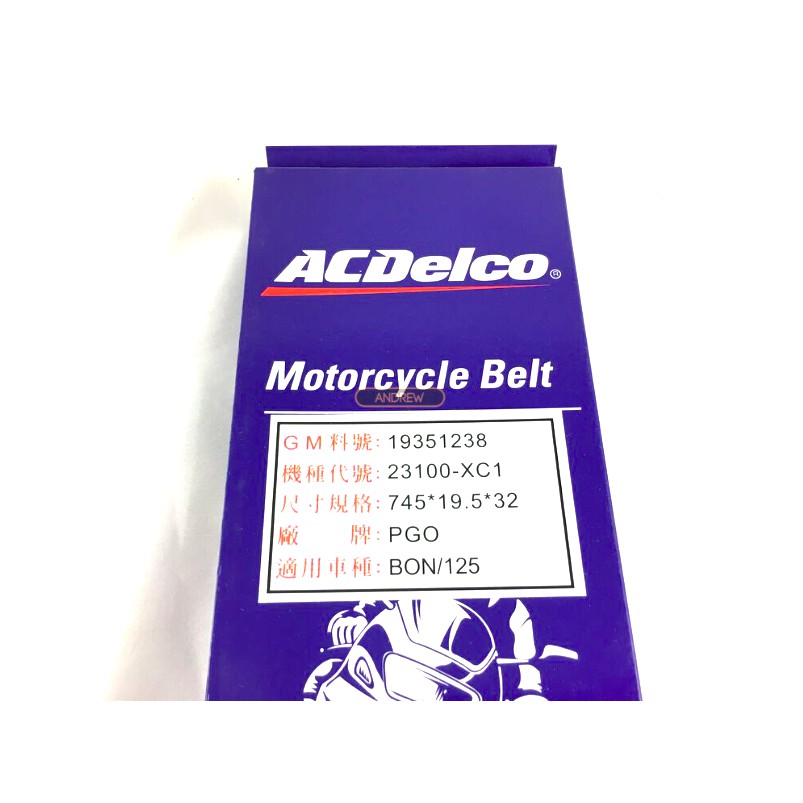 ACDelco®
Motorcycle Belt
ANDREW
GM料號: 19351238
機種代號: 23100-XC1
尺寸規格: 745*19.5*32
廠 牌: PGO
適用車種: BON/125